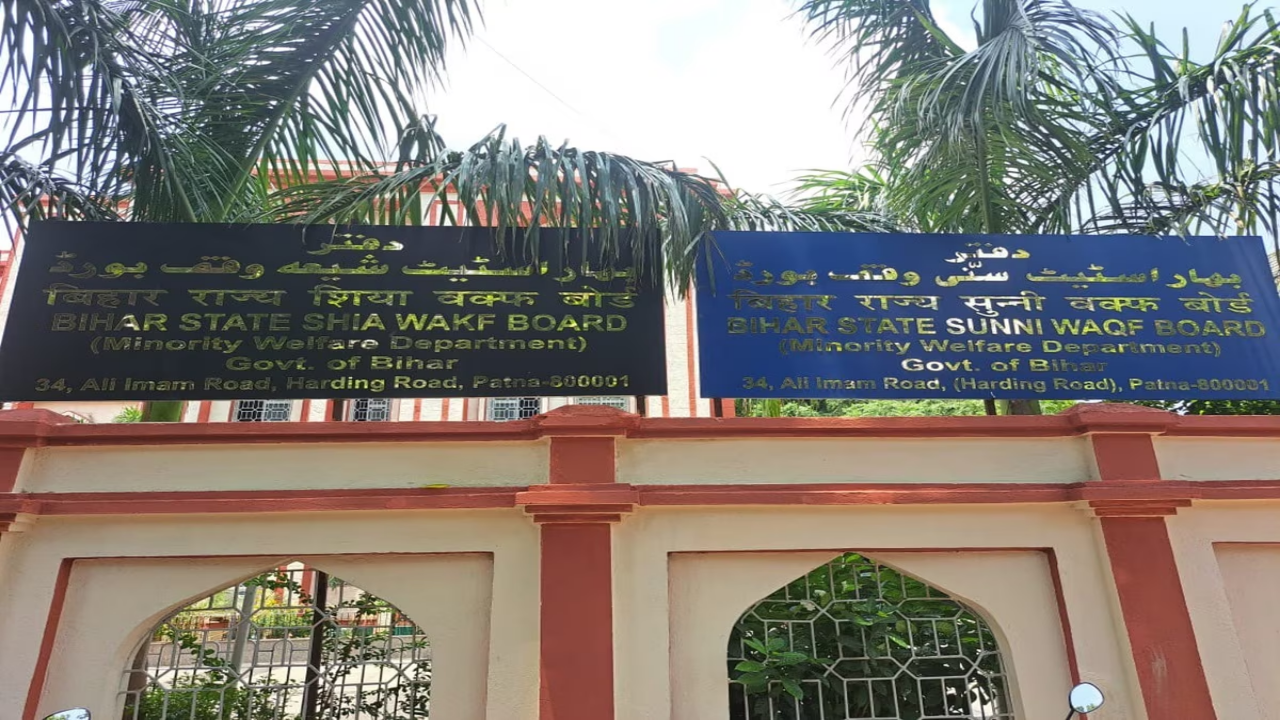 دفتر
بہار اسٹیٹ شیعہ وقف بورڈ
बिहार राज्य शिया वक्फ बोर्ड
BIHAR STATE SHIA WAKF BOARD
(Minority Welfare Department)
Govt. of Bihar
34, Ali Imam Road, Harding Road, Patna-800001
دفتر
بہار اسٹیٹ سنّی وقف بورڈ
बिहार राज्य सुन्नी वक्फ बोर्ड
BIHAR STATE SUNNI WAQF BOARD
(Minority Welfare Department)
Govt. of Bihar
34, Ali Imam Road, (Harding Road), Patna-800001